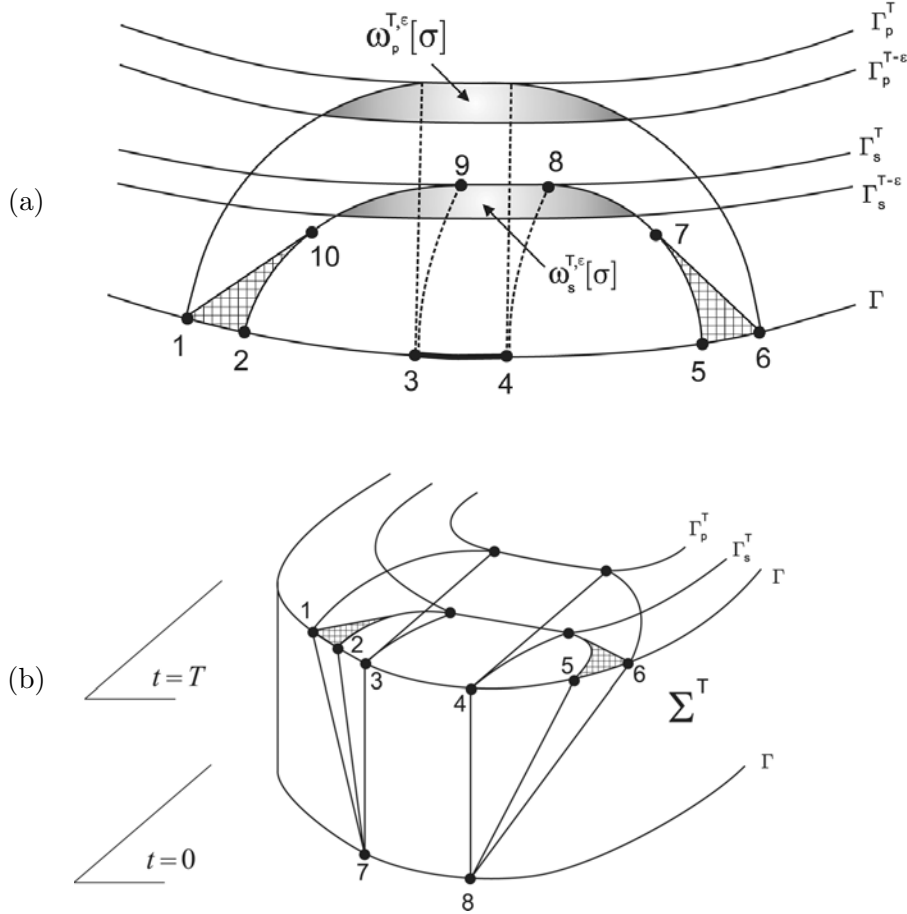 ω_p^{T,ε}[σ]
Γ_p^T
Γ_p^{T-ε}
Γ_s^T
Γ_s^{T-ε}
(a)
9
8
10
7
ω_s^{T,ε}[σ]
Γ
1
2
3
4
5
6
Γ_p^T
Γ_s^T
Γ
1
2
3
4
5
6
(b)
t = T
Σ^T
Γ
t = 0
7
8